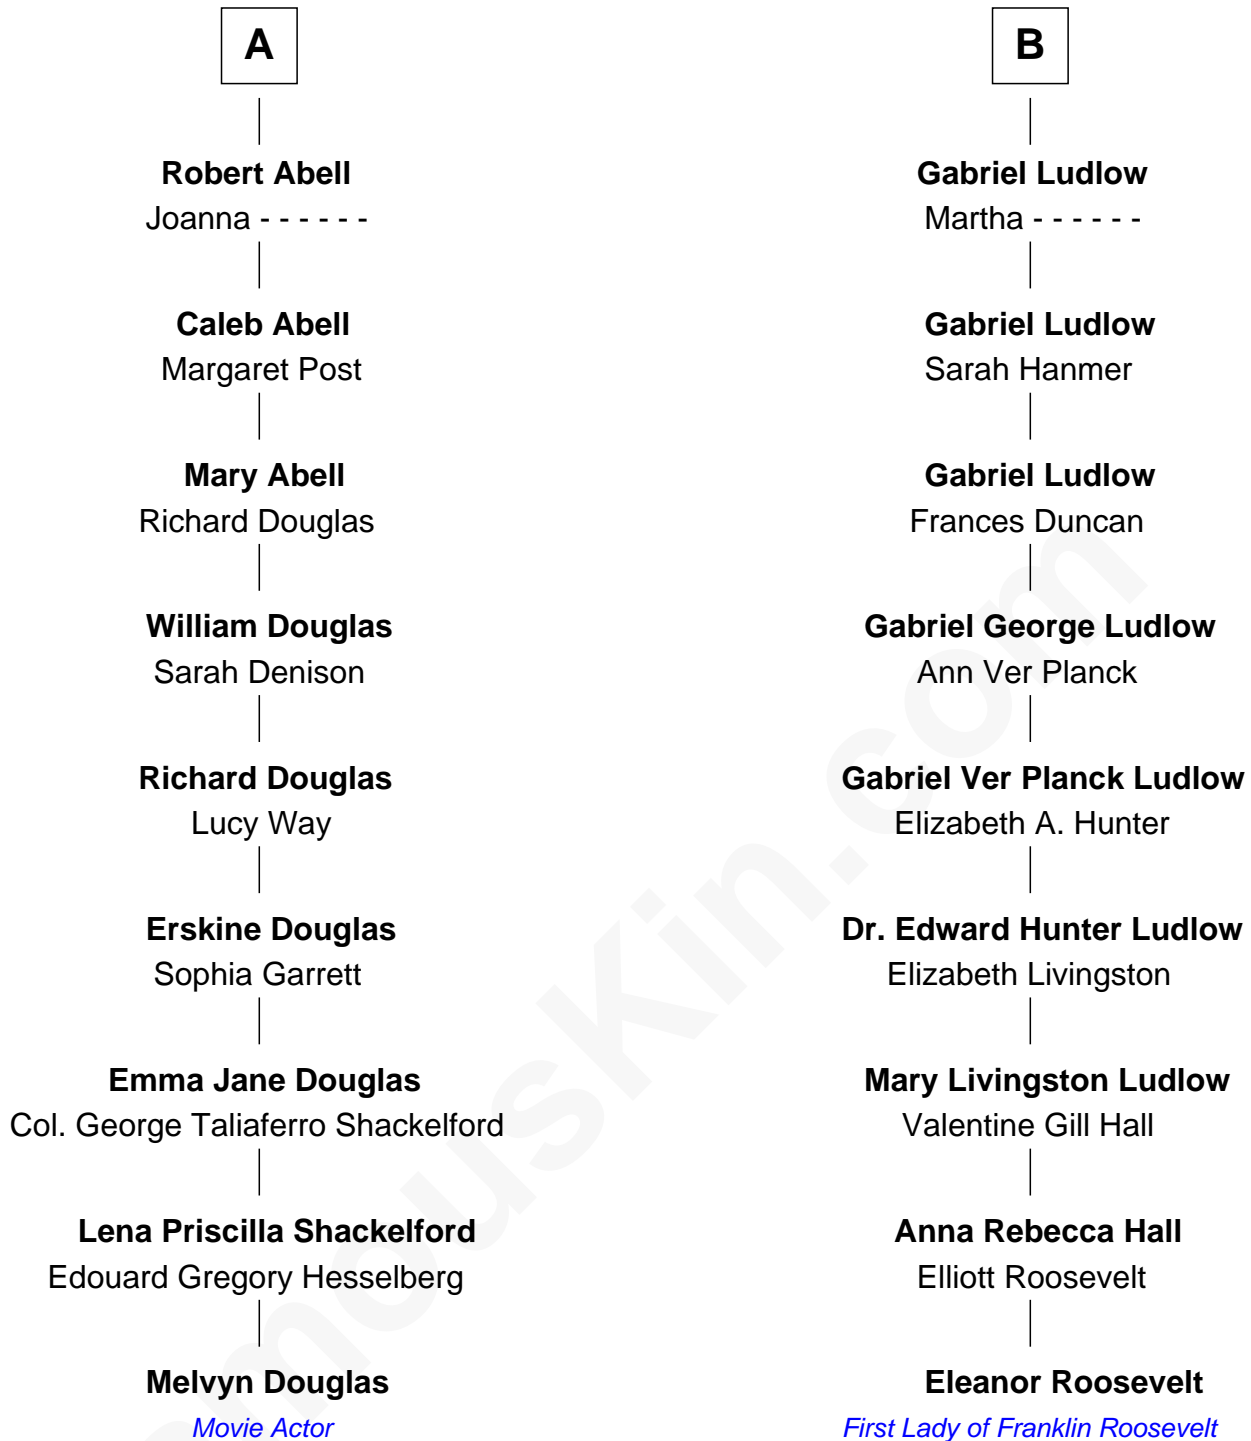 A
Robert Abell
Joanna - - - - - -
Caleb Abell
Margaret Post
Mary Abell
Richard Douglas
William Douglas
Sarah Denison
Richard Douglas
Lucy Way
Erskine Douglas
Sophia Garrett
Emma Jane Douglas
Col. George Taliaferro Shackelford
Lena Priscilla Shackelford
Edouard Gregory Hesselberg
Melvyn Douglas
Movie Actor
B
Gabriel Ludlow
Martha - - - - - -
Gabriel Ludlow
Sarah Hanmer
Gabriel Ludlow
Frances Duncan
Gabriel George Ludlow
Ann Ver Planck
Gabriel Ver Planck Ludlow
Elizabeth A. Hunter
Dr. Edward Hunter Ludlow
Elizabeth Livingston
Mary Livingston Ludlow
Valentine Gill Hall
Anna Rebecca Hall
Elliott Roosevelt
Eleanor Roosevelt
First Lady of Franklin Roosevelt
mousKin.com